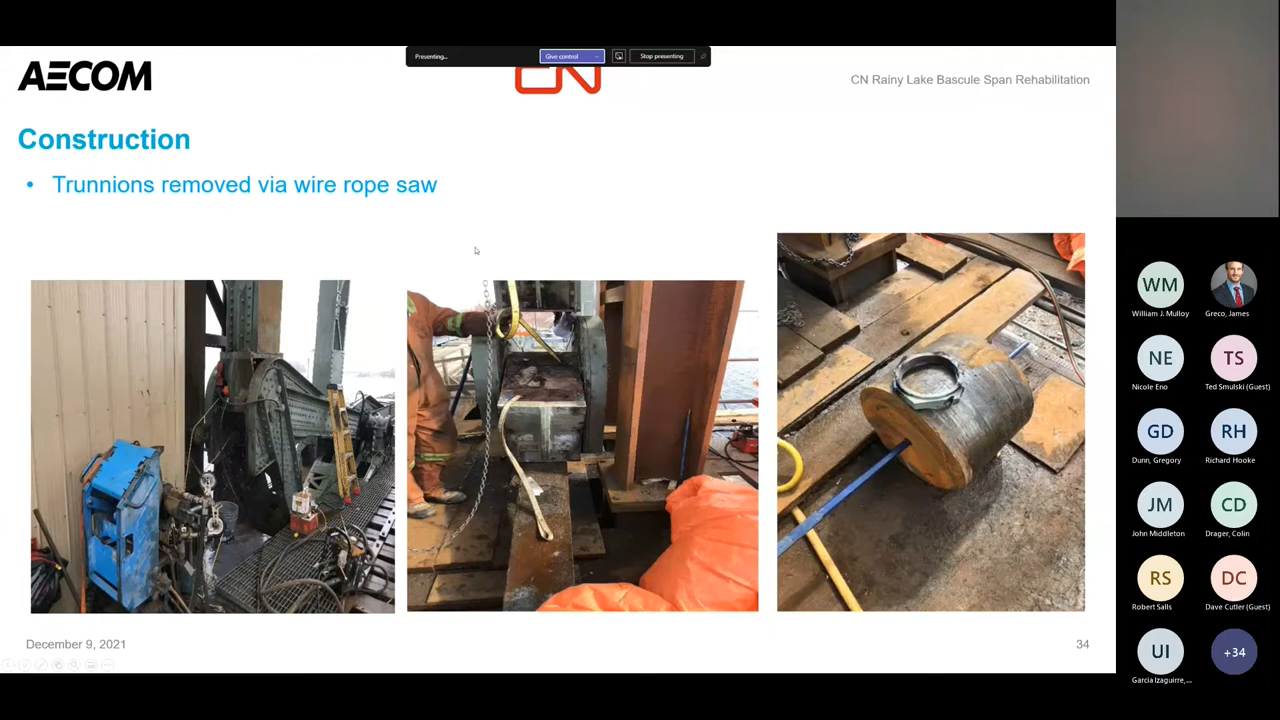 Presenting...
Give control
Stop presenting
AECOM
CN
CN Rainy Lake Bascule Span Rehabilitation
Construction
• Trunnions removed via wire rope saw
December 9, 2021
34
WM
William J. Mulloy
Greco, James
NE
Nicole Eno
TS
Ted Smulski (Guest)
GD
Dunn, Gregory
RH
Richard Hooke
JM
John Middleton
CD
Drager, Colin
RS
Robert Salls
DC
Dave Cutler (Guest)
UI
Garcia Izaguirre,...
+34